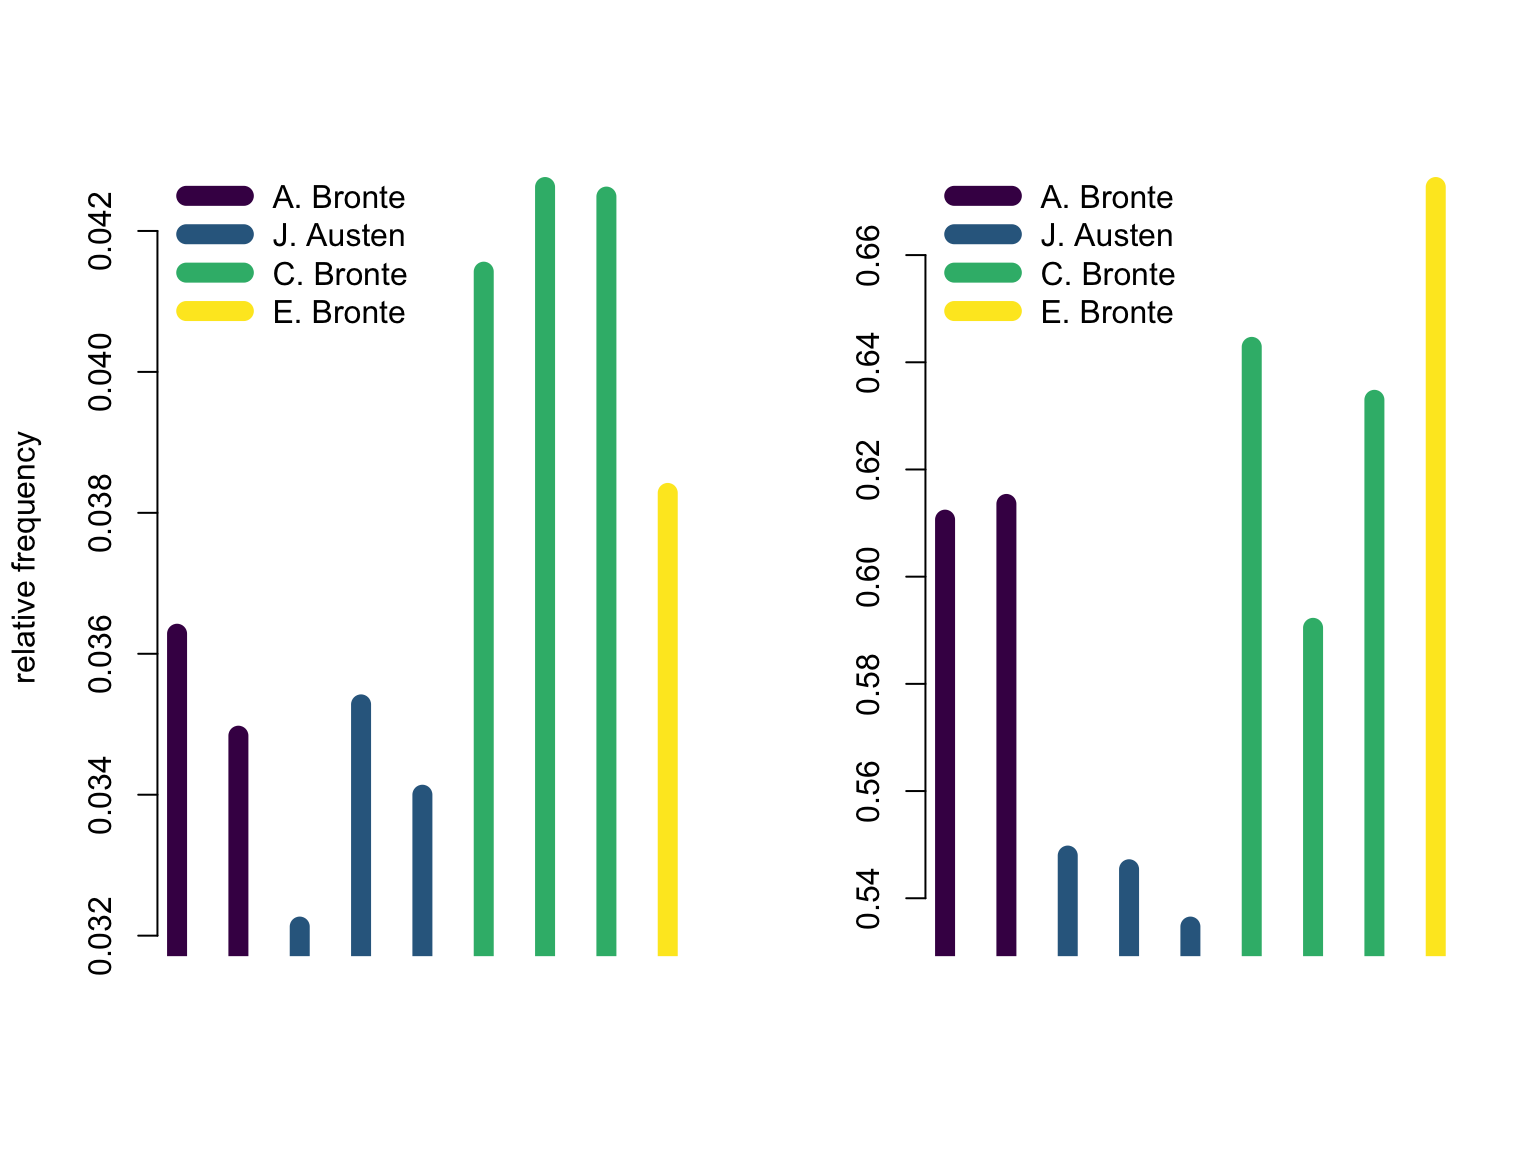 relative frequency
0.042
0.040
0.038
0.036
0.034
0.032
A. Bronte
J. Austen
C. Bronte
E. Bronte
0.66
0.64
0.62
0.60
0.58
0.56
0.54
A. Bronte
J. Austen
C. Bronte
E. Bronte